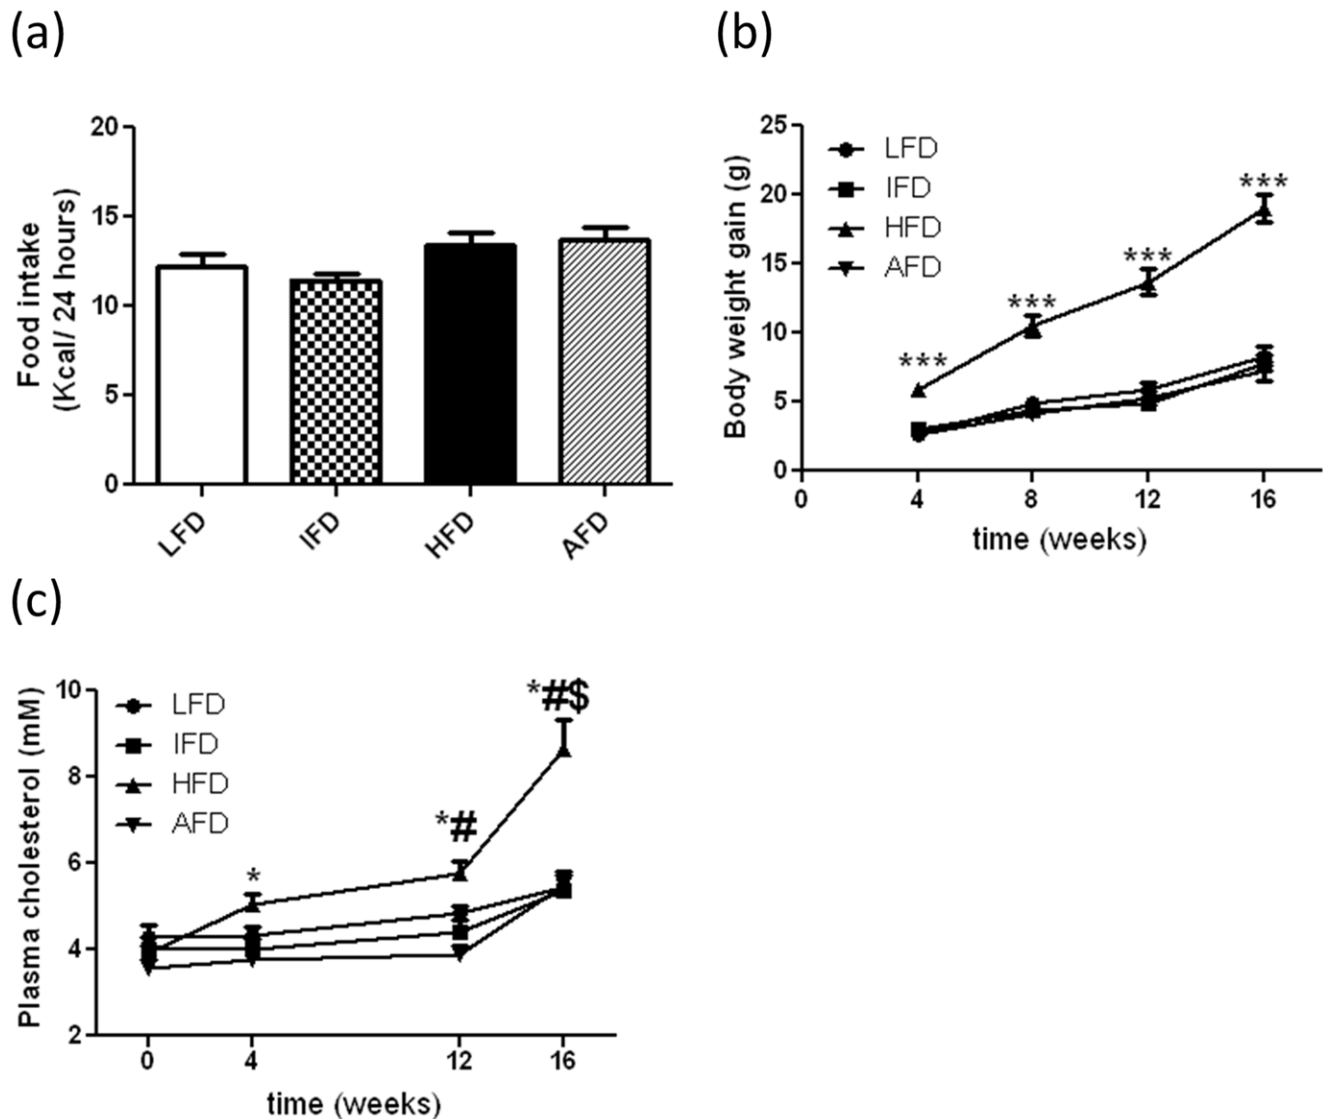 (a)
20
15
10
5
0
Food intake
(Kcal/ 24 hours)
LFD
IFD
HFD
AFD
(b)
25
20
15
10
5
0
Body weight gain (g)
LFD
IFD
HFD
AFD
***
***
***
***
0 4 8 12 16
time (weeks)
(c)
10
8
6
4
2
Plasma cholesterol (mM)
LFD
IFD
HFD
AFD
*
*#
*#$
0 4 12 16
time (weeks)